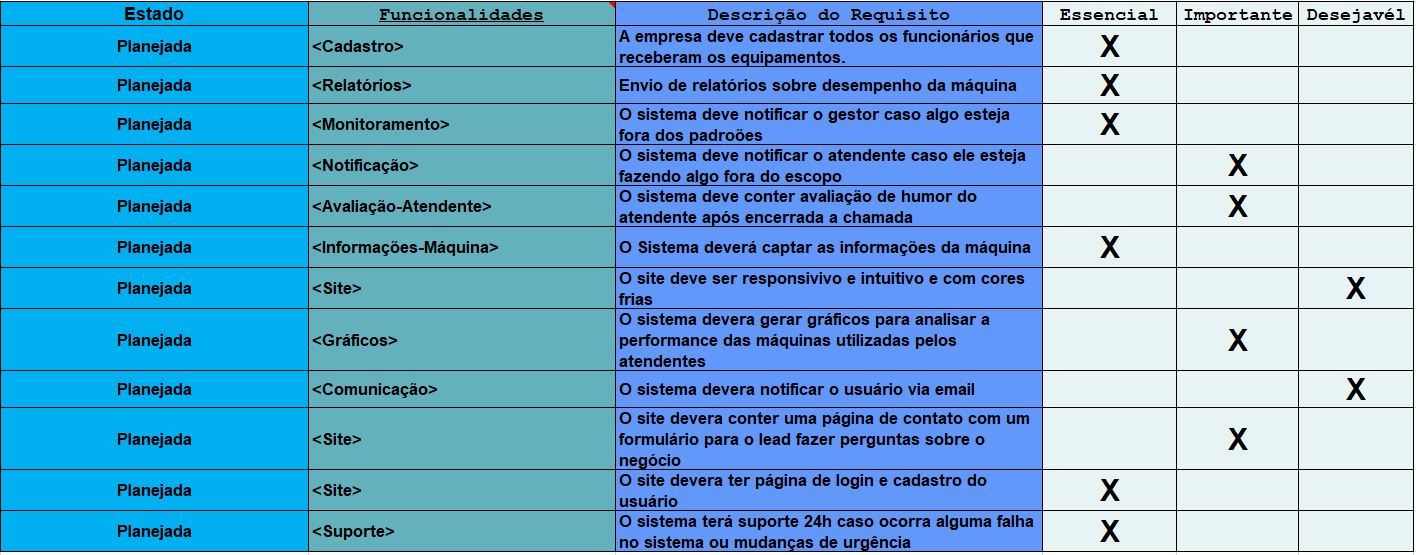 Estado Funcionalidades Descrição do Requisito Essencial Importante Desejavél
Planejada <Cadastro> A empresa deve cadastrar todos os funcionários que
receberam os equipamentos. X
Planejada <Relatórios> Envio de relatórios sobre desempenho da máquina X
Planejada <Monitoramento> O sistema deve notificar o gestor caso algo esteja
fora dos padroões X
Planejada <Notificação> O sistema deve notificar o atendente caso ele esteja
fazendo algo fora do escopo X
Planejada <Avaliação-Atendente> O sistema deve conter avaliação de humor do
atendente após encerrada a chamada X
Planejada <Informações-Máquina> O Sistema deverá captar as informações da máquina X
Planejada <Site> O site deve ser responsivivo e intuitivo e com cores
frias X
Planejada <Gráficos> O sistema devera gerar gráficos para analisar a
performance das máquinas utilizadas pelos
atendentes X
Planejada <Comunicação> O sistema devera notificar o usuário via email X
Planejada <Site> O site devera conter uma página de contato com um
formulário para o lead fazer perguntas sobre o
negócio X
Planejada <Site> O site devera ter página de login e cadastro do
usuário X
Planejada <Suporte> O sistema terá suporte 24h caso ocorra alguma falha
no sistema ou mudanças de urgência X